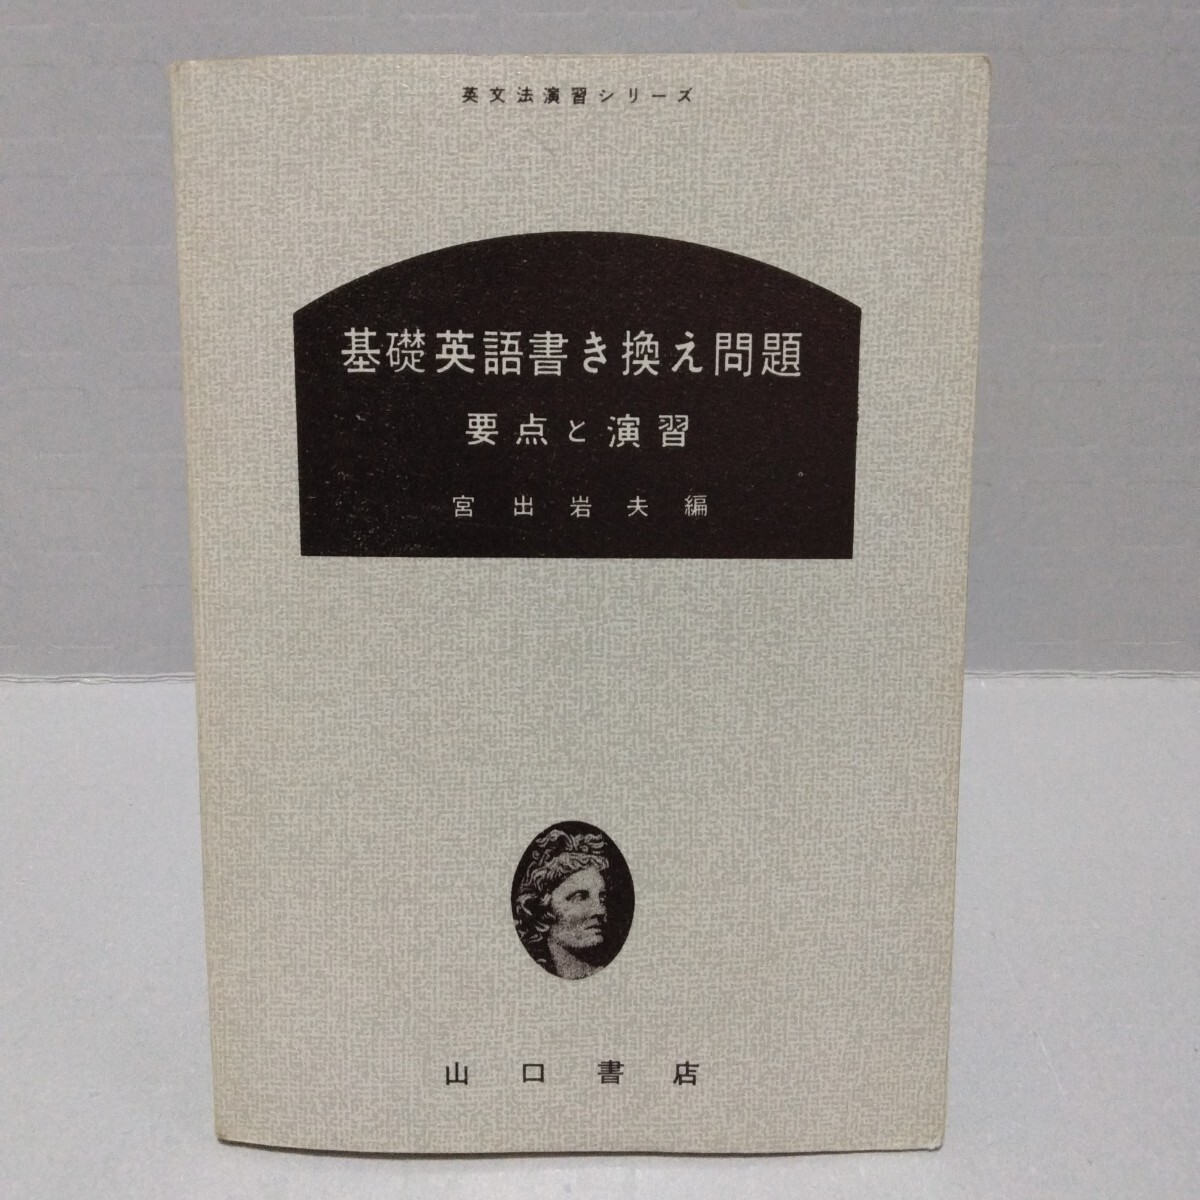 英文法演習シリーズ
基礎英語書き換え問題
要点と演習
宮出岩夫編
山口書店